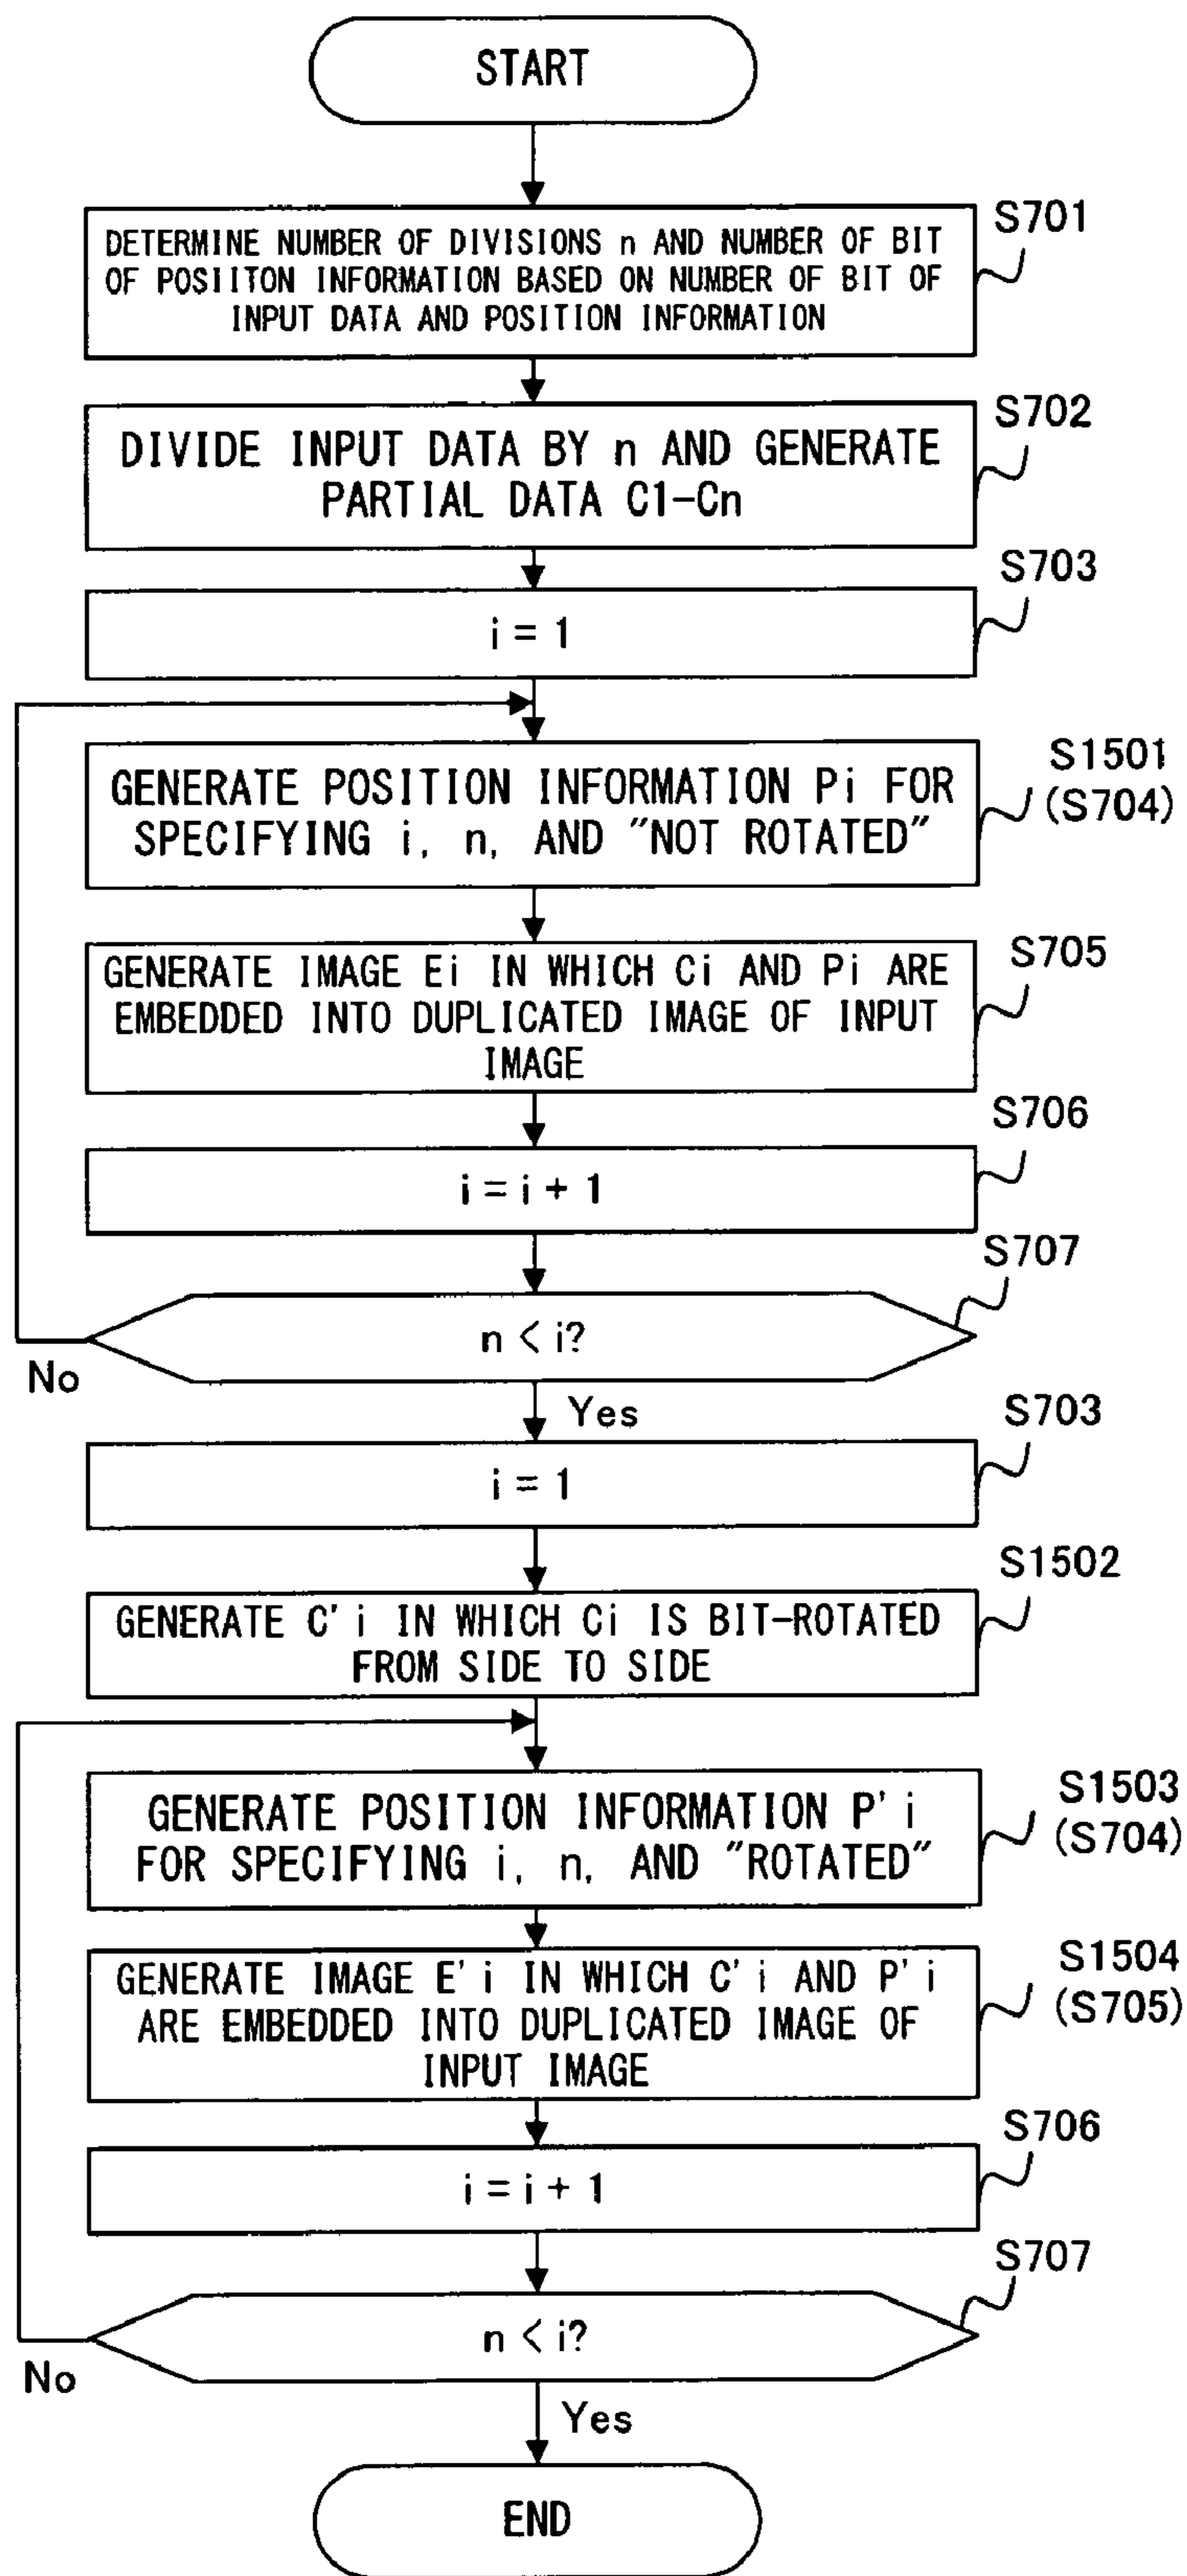 START
S701
DETERMINE NUMBER OF DIVISIONS n AND NUMBER OF BIT
OF POSIITON INFORMATION BASED ON NUMBER OF BIT OF
INPUT DATA AND POSITION INFORMATION
S702
DIVIDE INPUT DATA BY n AND GENERATE
PARTIAL DATA C1-Cn
S703
i = 1
S1501
(S704)
GENERATE POSITION INFORMATION Pi FOR
SPECIFYING i, n, AND "NOT ROTATED"
S705
GENERATE IMAGE Ei IN WHICH Ci AND Pi ARE
EMBEDDED INTO DUPLICATED IMAGE OF INPUT
IMAGE
S706
i = i + 1
S707
n < i?
No
Yes
S703
i = 1
S1502
GENERATE C'i IN WHICH Ci IS BIT-ROTATED
FROM SIDE TO SIDE
S1503
(S704)
GENERATE POSITION INFORMATION P'i
FOR SPECIFYING i, n, AND "ROTATED"
S1504
(S705)
GENERATE IMAGE E'i IN WHICH C'i AND P'i
ARE EMBEDDED INTO DUPLICATED IMAGE OF
INPUT IMAGE
S706
i = i + 1
S707
n < i?
No
Yes
END